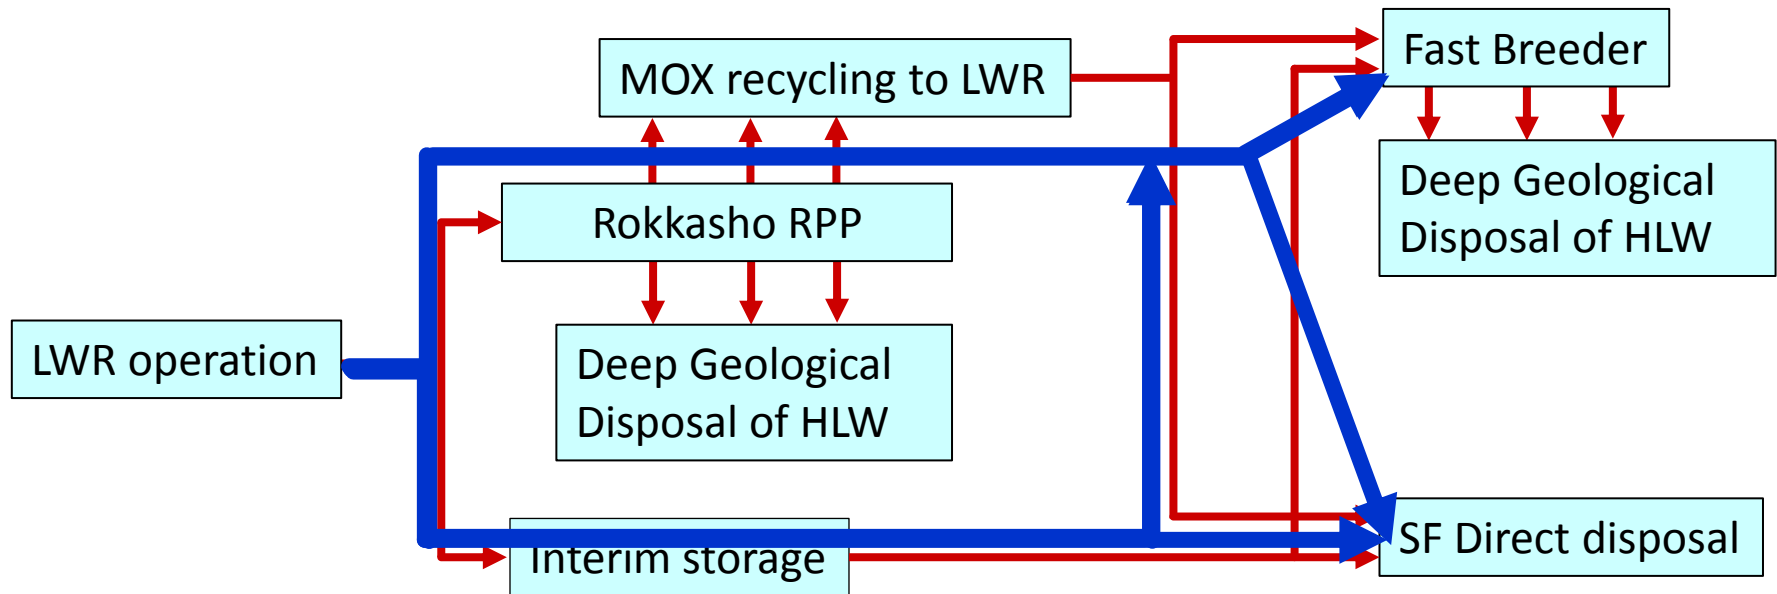 MOX recycling to LWR
Fast Breeder
Deep Geological
Disposal of HLW
Rokkasho RPP
LWR operation
Deep Geological
Disposal of HLW
Interim storage
SF Direct disposal